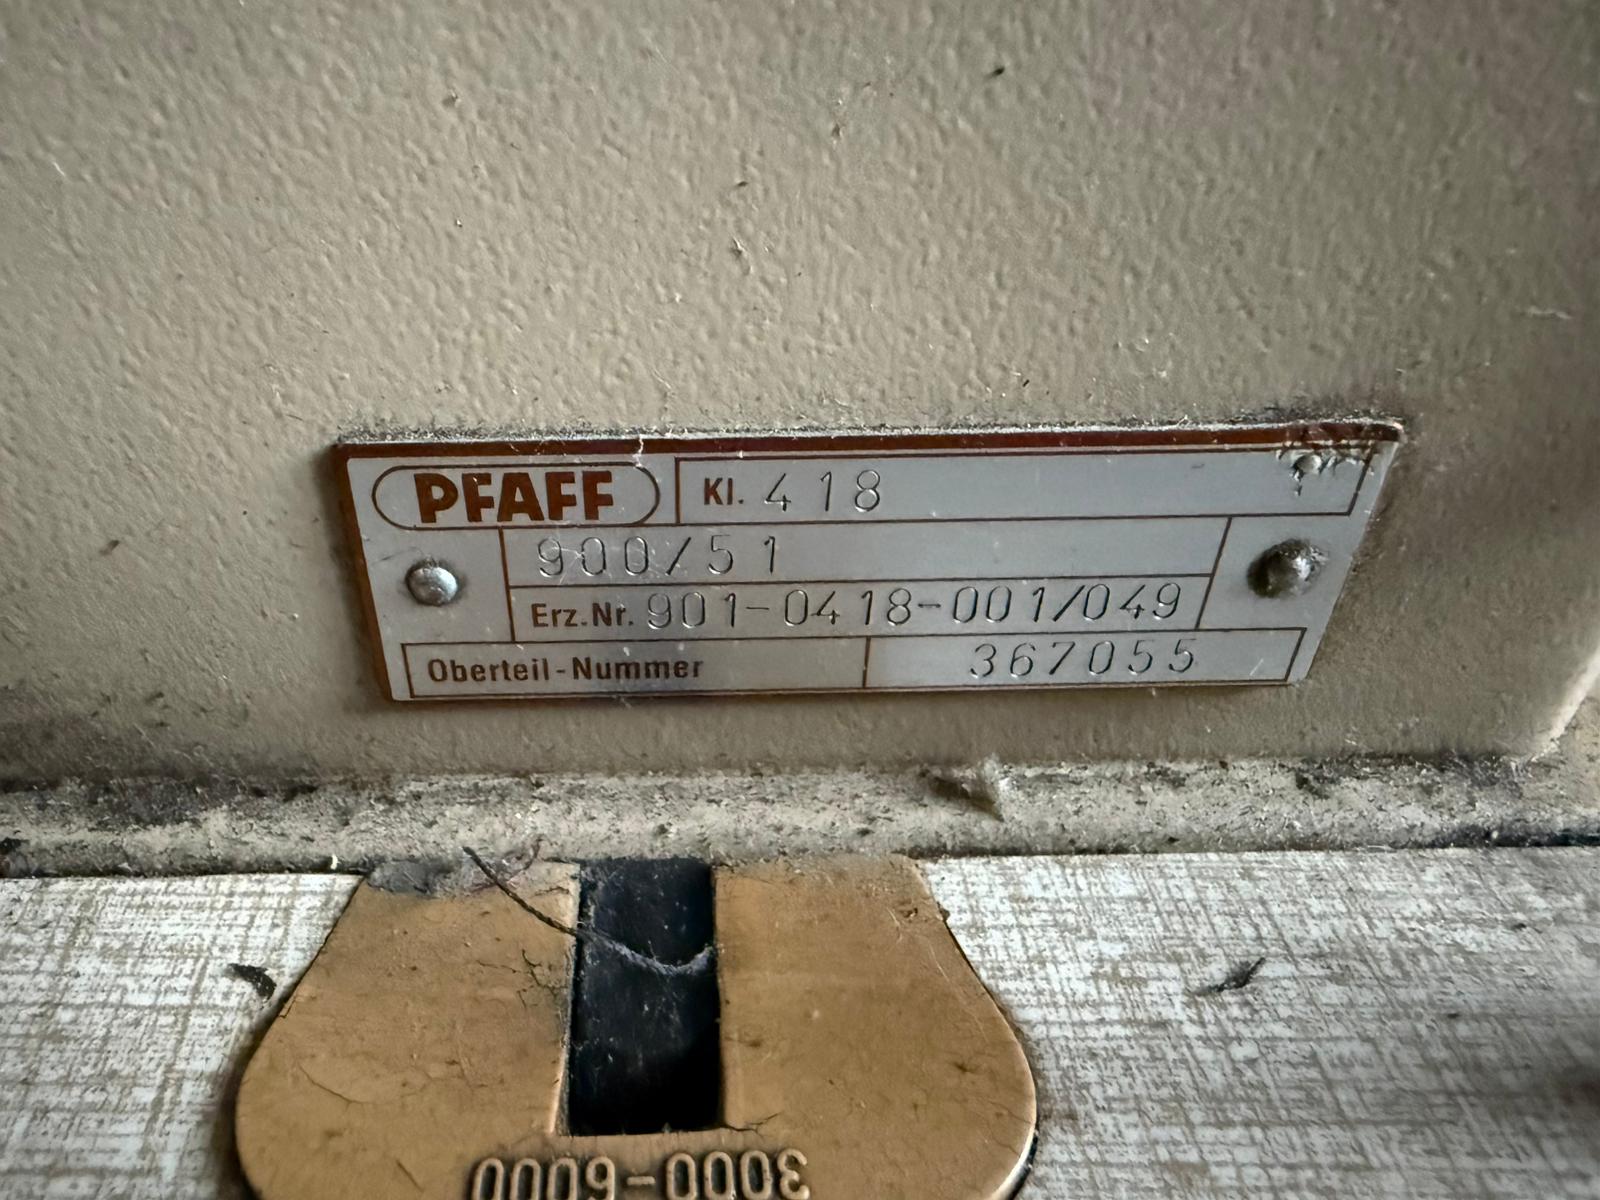 PFAFF Kl. 418
900/51
Erz.Nr. 901-0418-001/049
Oberteil-Nummer 367055
3000-6000